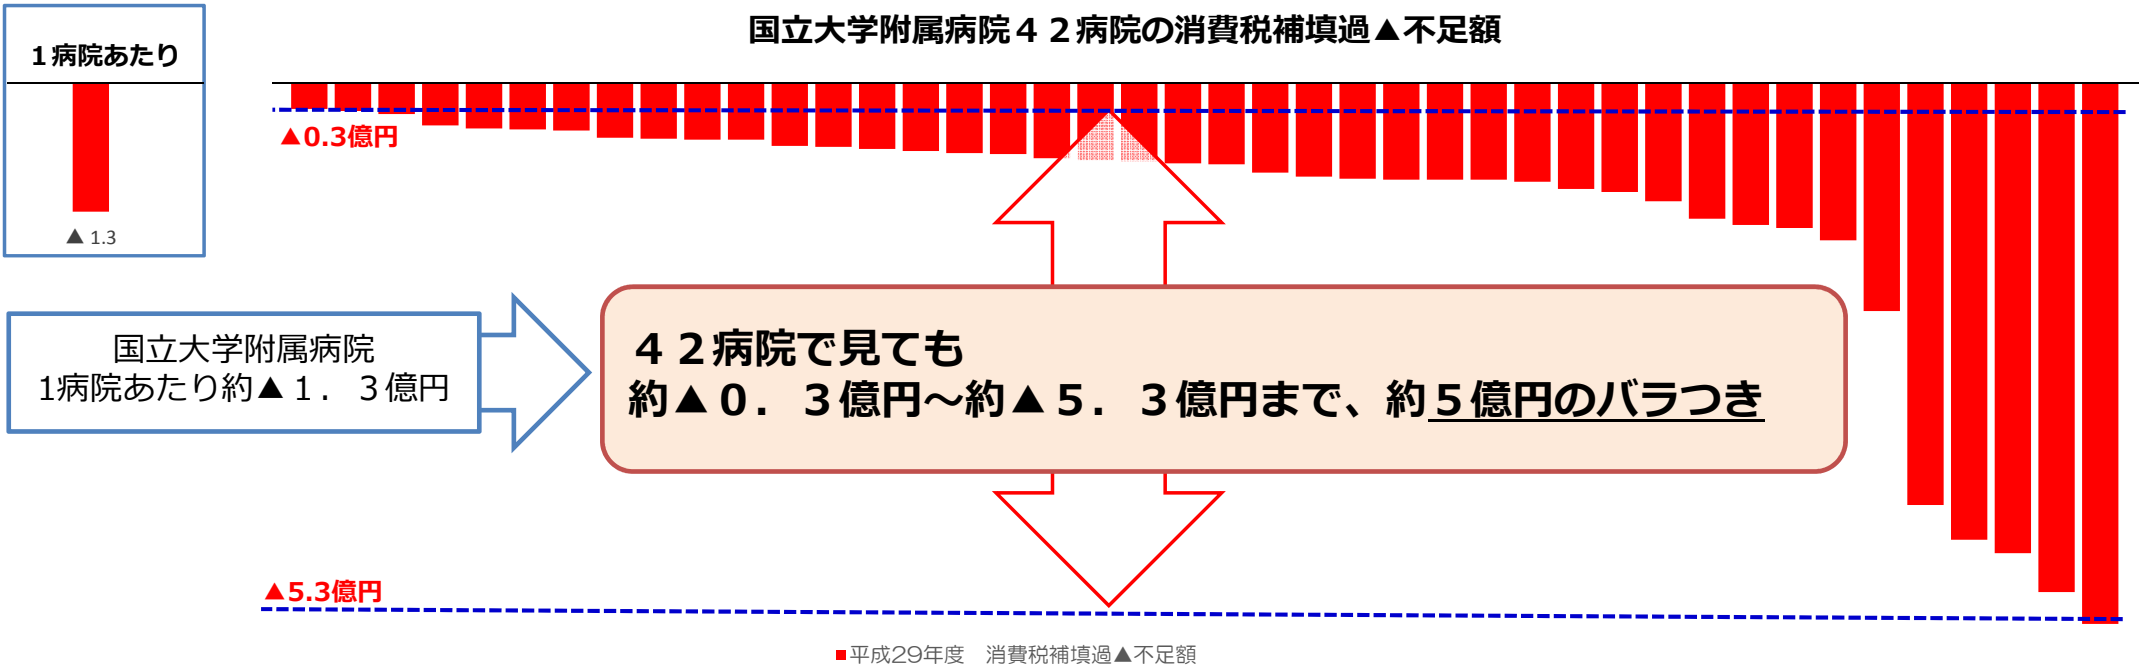 国立大学附属病院４２病院の消費税補填過▲不足額
１病院あたり
▲ 1.3
▲0.3億円
国立大学附属病院
1病院あたり約▲１．３億円
４２病院で見ても
約▲０．３億円～約▲５．３億円まで、約５億円のバラつき
▲5.3億円
■平成29年度　消費税補填過▲不足額